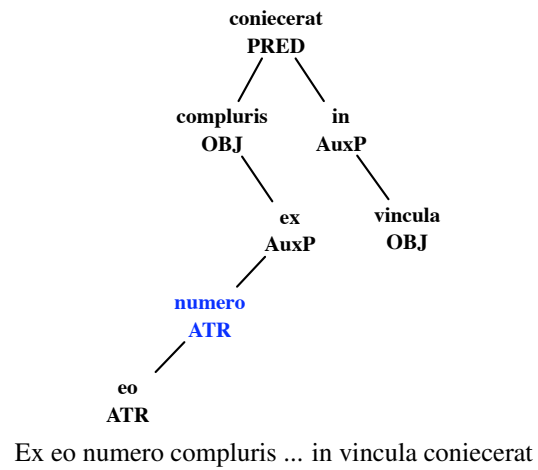 coniecerat
PRED
compluris in
OBJ AuxP
ex vincula
AuxP OBJ
numero
ATR
eo
ATR
Ex eo numero compluris ... in vincula coniecerat